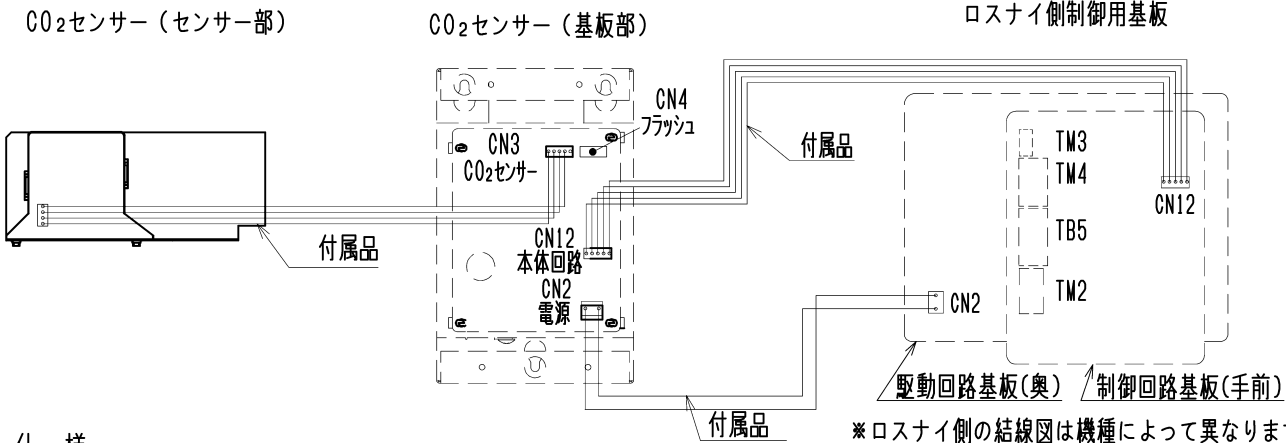 CO₂センサー（センサー部）
CO₂センサー（基板部）
ロスナイ側制御用基板
CN4
フラッシュ
CN3
CO₂センサー
付属品
TM3
TM4
CN12
TB5
付属品
CN12
本体回路
CN2
電源
TM2
CN2
駆動回路基板(奥)
制御回路基板(手前)
付属品
※ロスナイ側の結線図は機種によって異なります